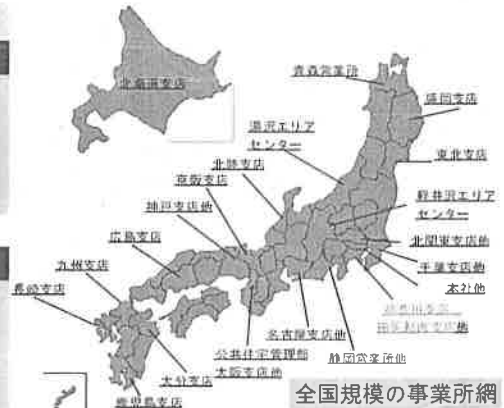 北海道支店
青森営業所
盛岡支店
湯沢エリア
センター
東北支店
北陸支店
京阪支店
軽井沢エリア
センター
神戸支店他
広島支店
北関東支店他
九州支店
千葉支店他
本社他
長崎支店
名古屋支店他
公共住宅管理部
大阪支店他
静岡営業所他
大分支店
鹿児島支店
全国規模の事業所網